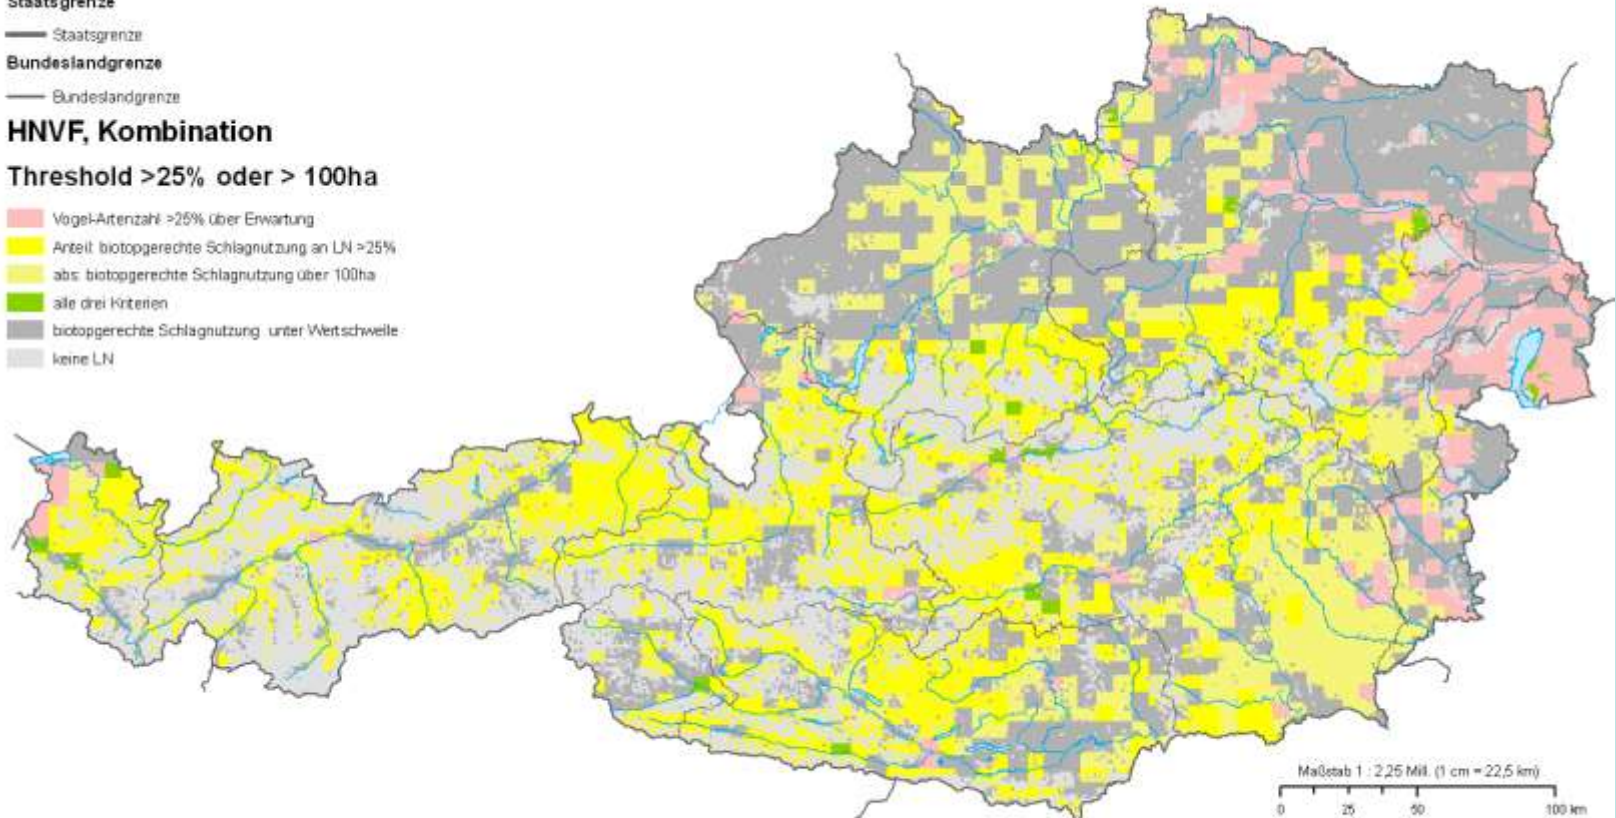 Staatsgrenze
Staatsgrenze
Bundeslandgrenze
Bundeslandgrenze
HNVF, Kombination
Threshold >25% oder > 100ha
Vogel-Artenzahl >25% über Erwartung
Anteil: biotopgerechte Schlagnutzung an LN >25%
abs: biotopgerechte Schlagnutzung über 100ha
alle drei Kriterien
biotopgerechte Schlagnutzung unter Wertschwelle
keine LN
Maßstab 1 : 2,25 Mill. (1 cm = 22,5 km)
0 25 50 100 km